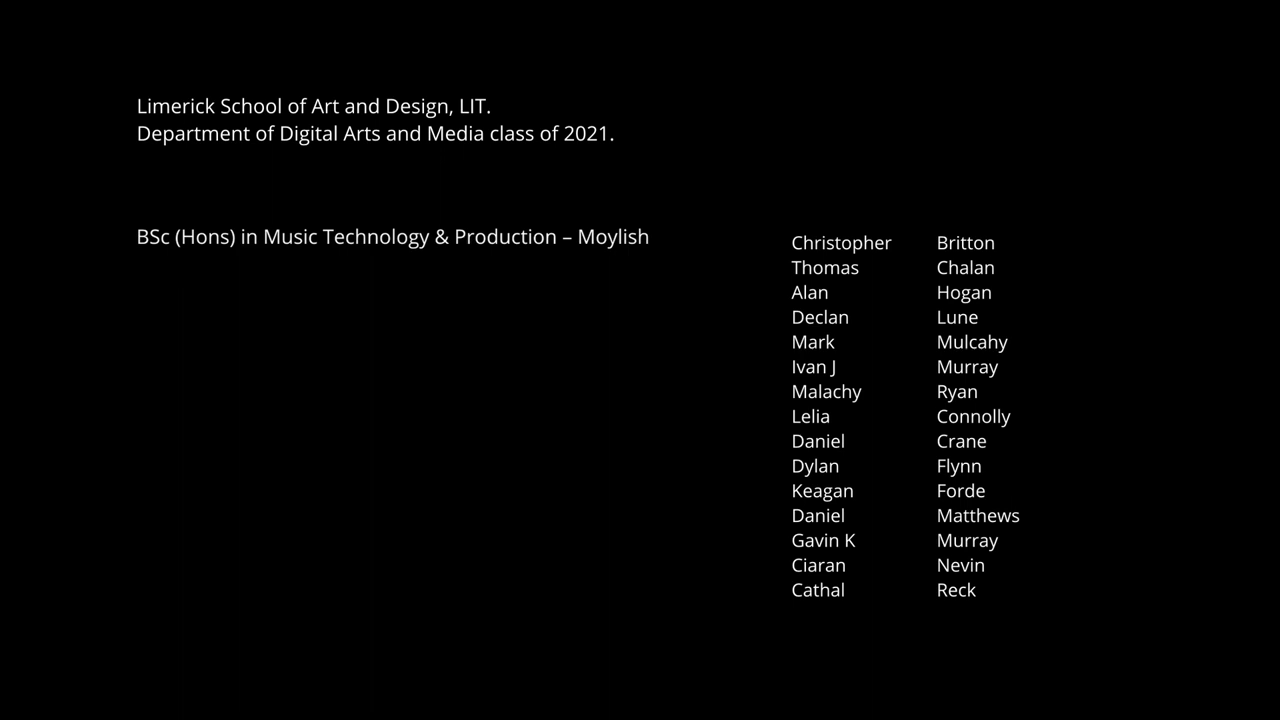 Limerick School of Art and Design, LIT.
Department of Digital Arts and Media class of 2021.
BSc (Hons) in Music Technology & Production – Moylish
Christopher Britton
Thomas Chalan
Alan Hogan
Declan Lune
Mark Mulcahy
Ivan J Murray
Malachy Ryan
Lelia Connolly
Daniel Crane
Dylan Flynn
Keagan Forde
Daniel Matthews
Gavin K Murray
Ciaran Nevin
Cathal Reck